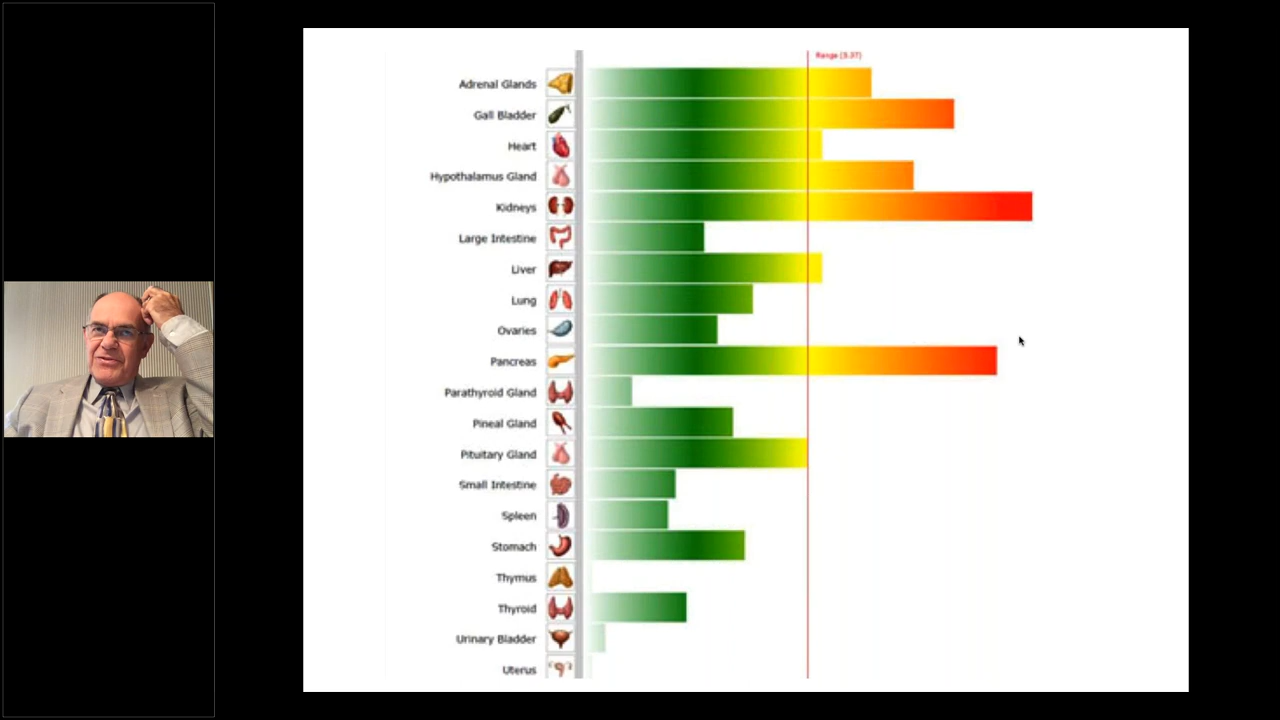 Range (5.37)
Adrenal Glands
Gall Bladder
Heart
Hypothalamus Gland
Kidneys
Large Intestine
Liver
Lung
Ovaries
Pancreas
Parathyroid Gland
Pineal Gland
Pituitary Gland
Small Intestine
Spleen
Stomach
Thymus
Thyroid
Urinary Bladder
Uterus